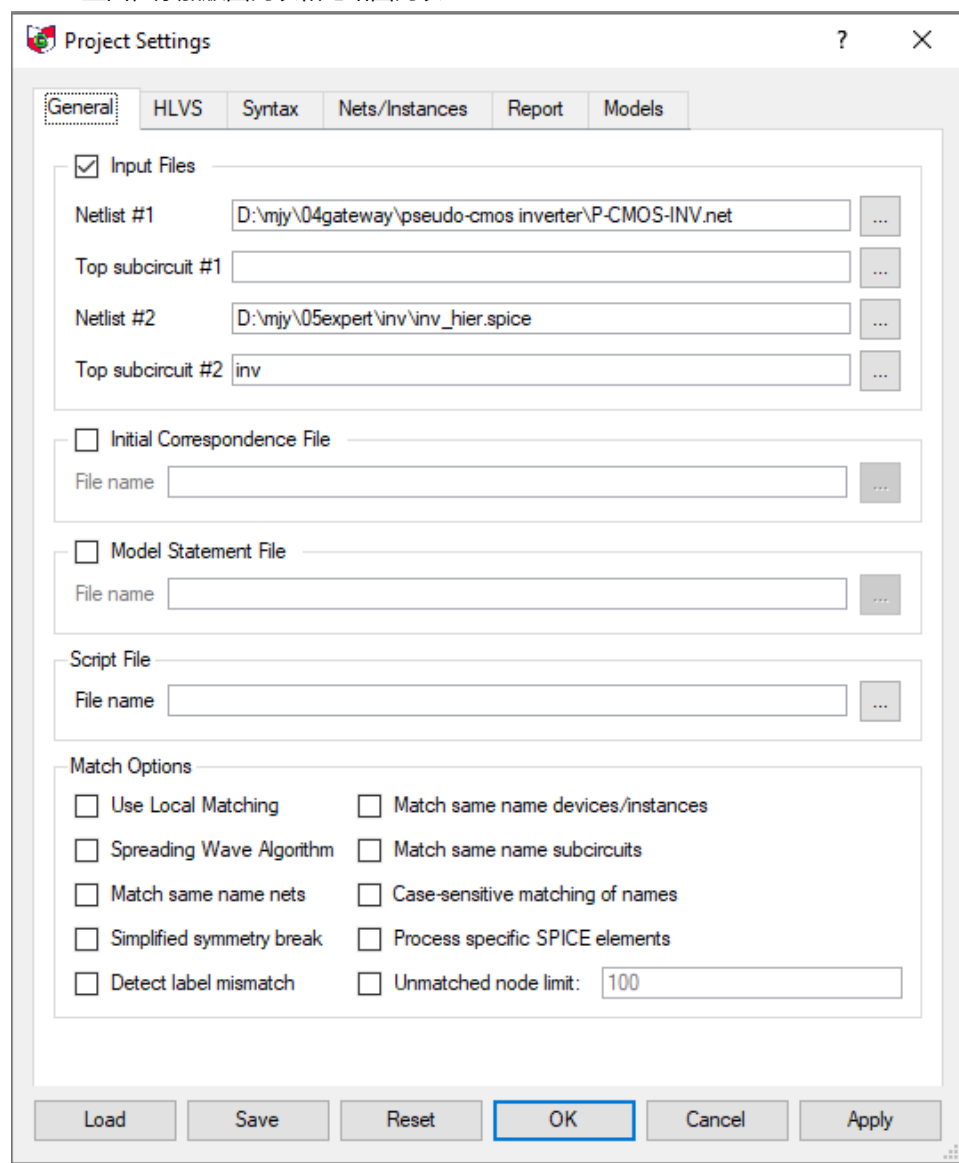 Project Settings ? ×
General HLVS Syntax Nets/Instances Report Models
Input Files
Netlist #1 D:\mjy\04gateway\pseudo-cmos inverter\P-CMOS-INV.net ...
Top subcircuit #1 ...
Netlist #2 D:\mjy\05expert\inv\inv_hier.spice ...
Top subcircuit #2 inv ...
Initial Correspondence File
File name ...
Model Statement File
File name ...
Script File
File name ...
Match Options
Use Local Matching Match same name devices/instances
Spreading Wave Algorithm Match same name subcircuits
Match same name nets Case-sensitive matching of names
Simplified symmetry break Process specific SPICE elements
Detect label mismatch Unmatched node limit: 100
Load Save Reset OK Cancel Apply